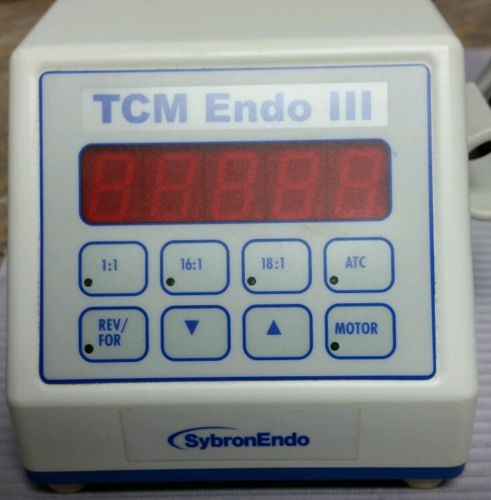 TCM Endo III
1:1 16:1 18:1 ATC
REV/ MOTOR
FOR
SybronEndo